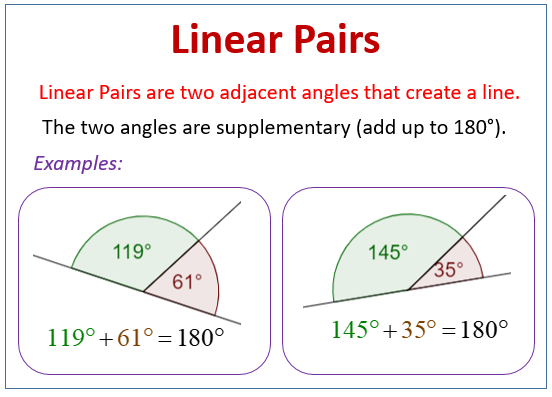 Linear Pairs
Linear Pairs are two adjacent angles that create a line.
The two angles are supplementary (add up to 180°).
Examples:
119°
61°
119° + 61° = 180°
145°
35°
145° + 35° = 180°